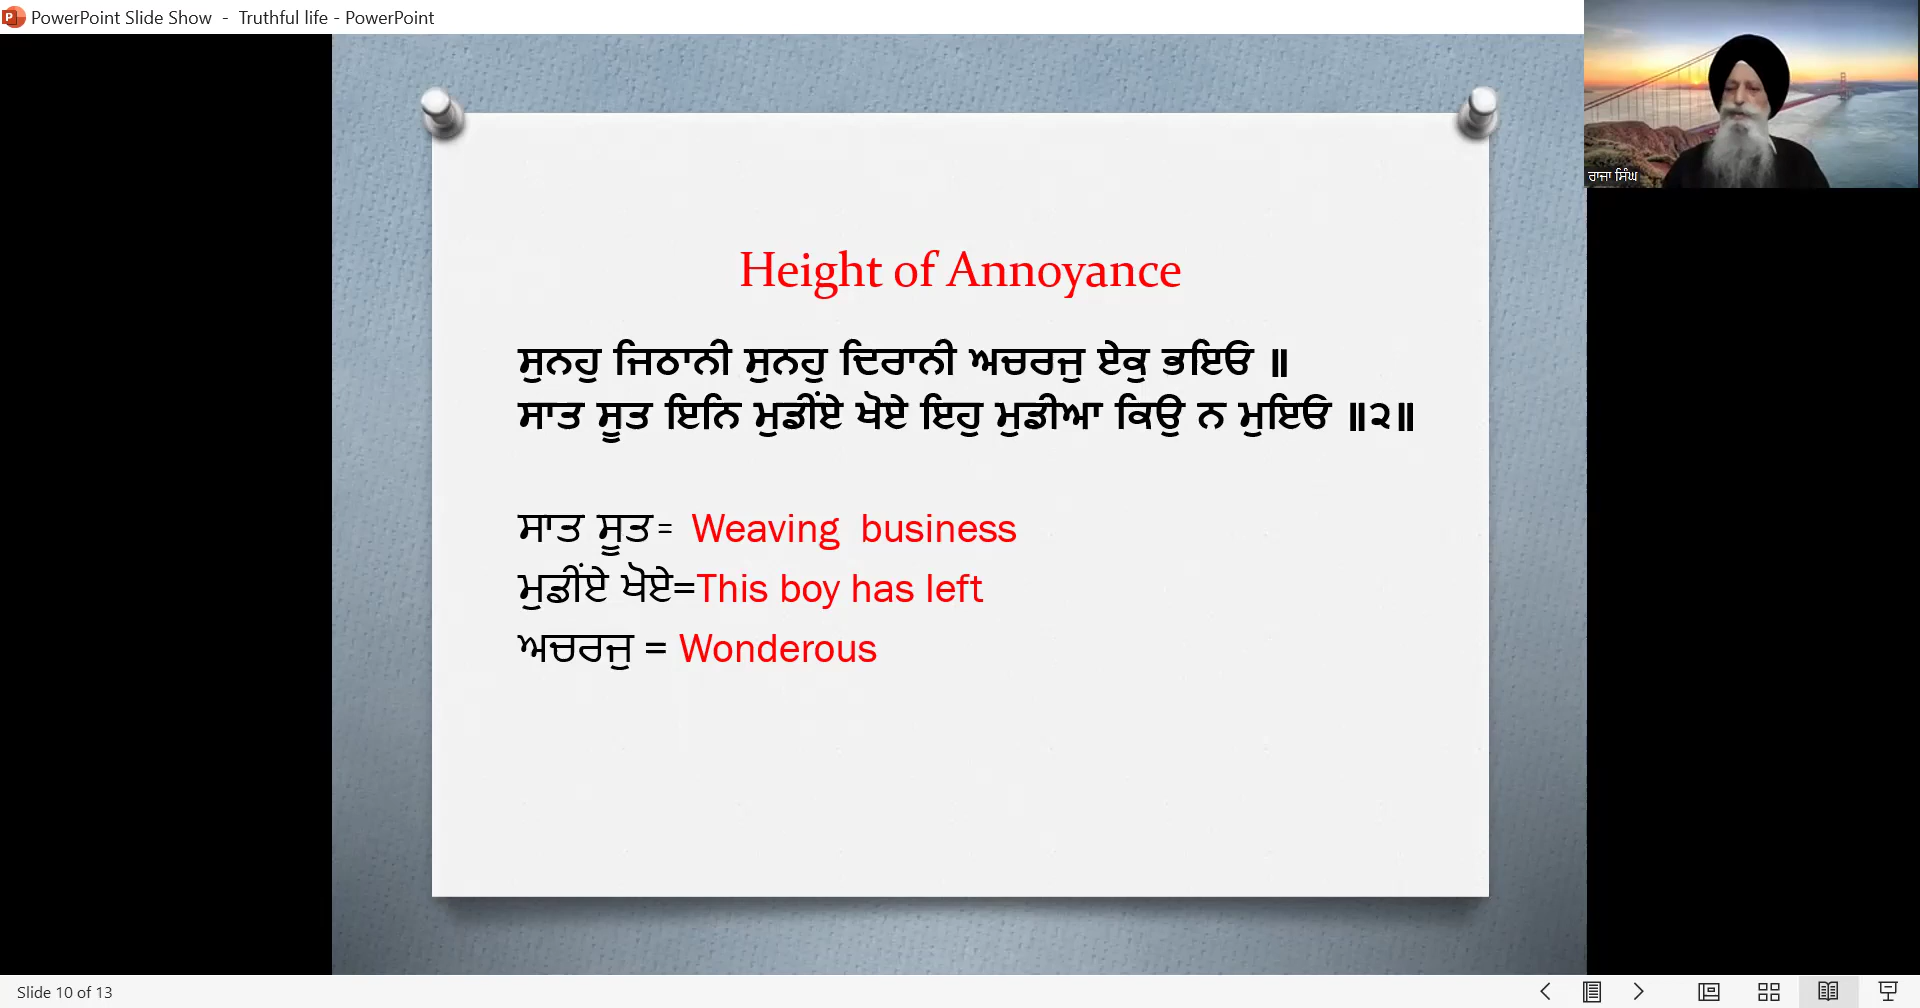 PowerPoint Slide Show - Truthful life - PowerPoint
ਰਾਜਾ ਸਿੰਘ
Height of Annoyance
ਸੁਨਹੁ ਜਿਠਾਨੀ ਸੁਨਹੁ ਦਿਰਾਨੀ ਅਚਰਜੁ ਏਕੁ ਭਇਓ ॥
ਸਾਤ ਸੂਤ ਇਨਿ ਮੁਡੀਂਏ ਖੋਏ ਇਹੁ ਮੁਡੀਆ ਕਿਉ ਨ ਮੁਇਓ ॥੨॥
ਸਾਤ ਸੂਤ= Weaving business
ਮੁਡੀਂਏ ਖੋਏ=This boy has left
ਅਚਰਜੁ = Wonderous
Slide 10 of 13